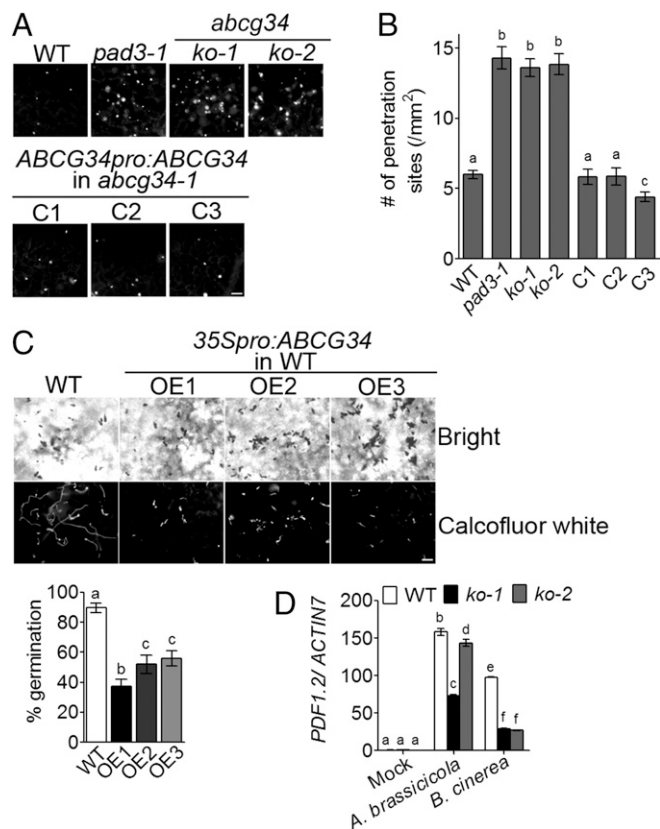 A
abcg34
WT pad3-1 ko-1 ko-2
ABCG34pro:ABCG34
in abcg34-1
C1 C2 C3
B
# of penetration
sites (/mm²)
15
10
5
0
b b b
a a a c
WT pad3-1 ko-1 ko-2 C1 C2 C3
C
35Spro:ABCG34
in WT
WT OE1 OE2 OE3
Bright
Calcofluor white
% germination
100
80
60
40
20
0
a b c c
WT OE1 OE2 OE3
D
WT ko-1 ko-2
PDF1.2/ ACTIN7
200
150
100
50
0
a a a b c d e f f
Mock
A. brassicicola
B. cinerea